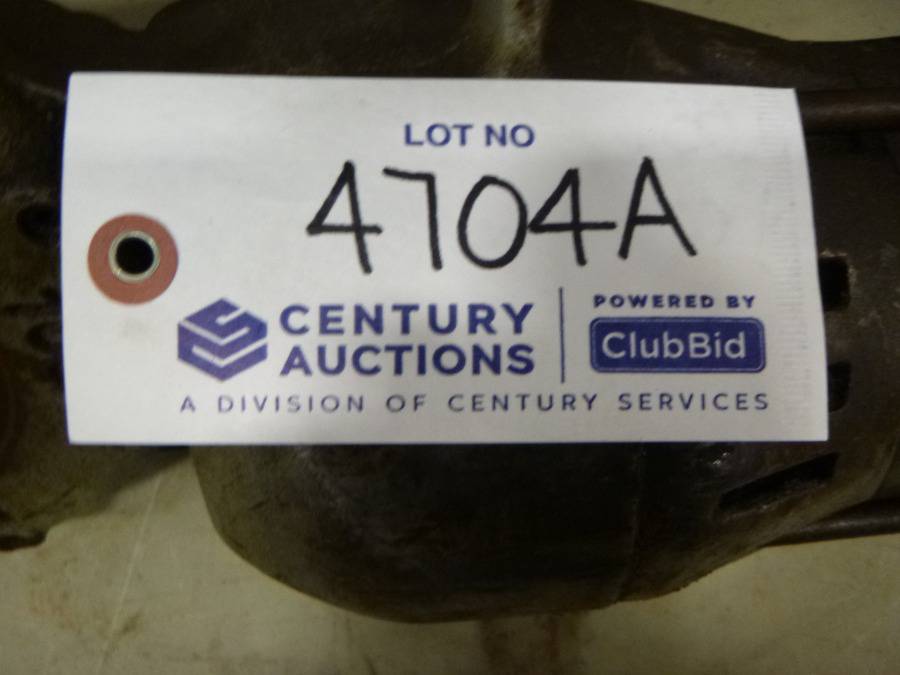 LOT NO
4704A
CENTURY
AUCTIONS
POWERED BY
ClubBid
A DIVISION OF CENTURY SERVICES